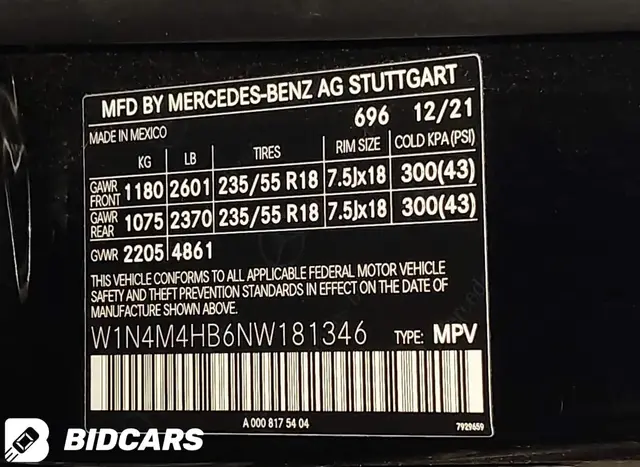 MFD BY MERCEDES-BENZ AG STUTTGART
696 12/21
MADE IN MEXICO
KG LB TIRES RIM SIZE COLD KPA(PSI)
GAWR FRONT 1180 2601 235/55 R18 7.5Jx18 300(43)
GAWR REAR 1075 2370 235/55 R18 7.5Jx18 300(43)
GVWR 2205 4861
THIS VEHICLE CONFORMS TO ALL APPLICABLE FEDERAL MOTOR VEHICLE
SAFETY AND THEFT PREVENTION STANDARDS IN EFFECT ON THE DATE
OF MANUFACTURE SHOWN ABOVE.
W1N4M4HB6NW181346 TYPE: MPV
A 000 817 54 04
7929659
BIDCARS